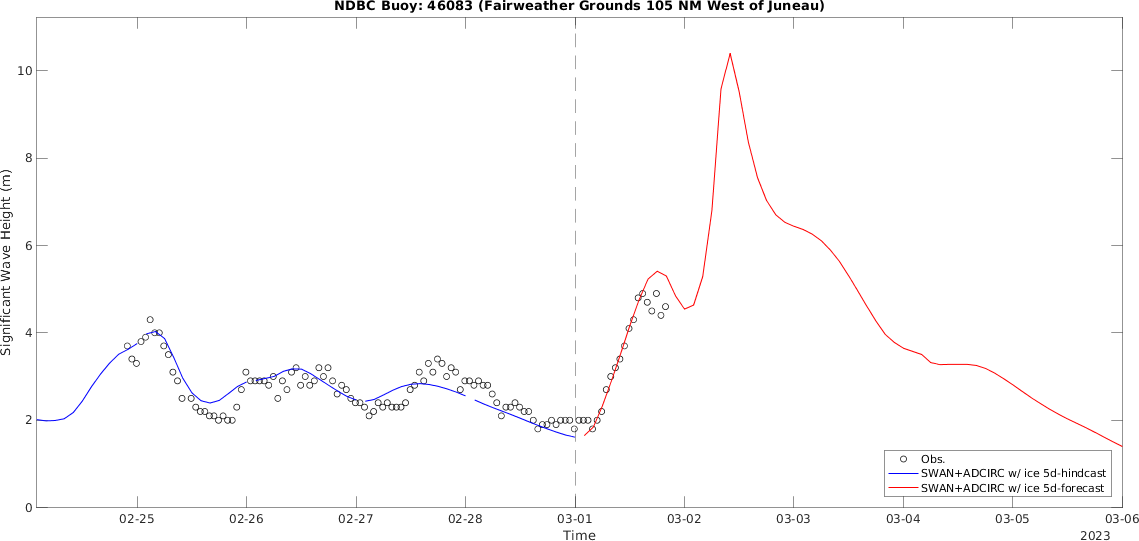 NDBC Buoy: 46083 (Fairweather Grounds 105 NM West of Juneau)
Significant Wave Height (m)
10
8
6
4
2
0
Obs.
SWAN+ADCIRC w/ ice 5d-hindcast
SWAN+ADCIRC w/ ice 5d-forecast
02-25 02-26 02-27 02-28 03-01 03-02 03-03 03-04 03-05 03-06
Time
2023